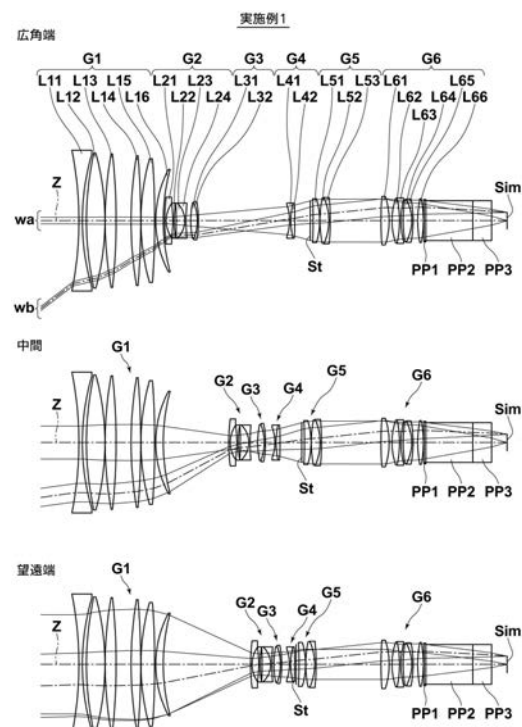 実施例1
広角端
G1 G2 G3 G4 G5 G6
L11 L13 L15 L21 L23 L31 L41 L51 L53 L61 L65
L12 L14 L16 L22 L24 L32 L42 L52 L62 L64 L66
L63
Z
Sim
wa
wb
St
PP1 PP2 PP3
中間
G1
G2
G3
G4
G5
G6
Z
Sim
St
PP1 PP2 PP3
望遠端
G1
G2
G3
G4
G5
G6
Z
Sim
St
PP1 PP2 PP3